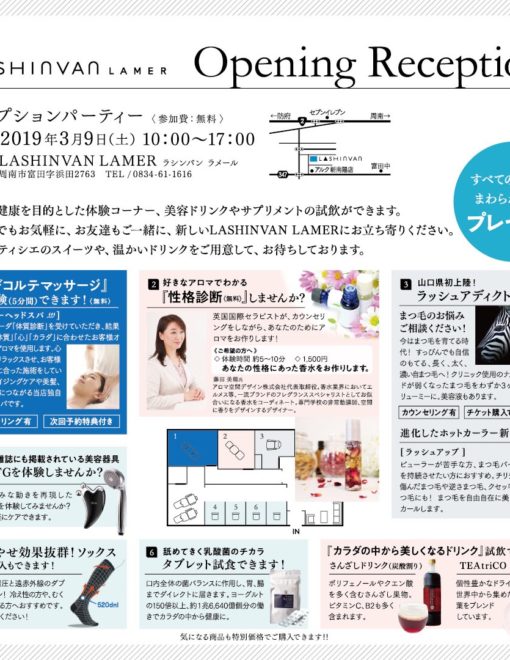 SHINVAN LAMER
Opening Receptio
プションパーティー 〈 参加費：無料 〉
2019年3月9日(土) 10：00〜17：00
LASHINVAN LAMER ラシンバン ラメール
周南市富田字浜田2763 TEL / 0834-61-1616
←防府
セブンイレブン
周南→
2
LASHINVAN
アルク新南陽店
富田中
347
すべての
まわら
プレ
健康を目的とした体験コーナー、美容ドリンクやサプリメントの試飲ができます。
でもお気軽に、お友達もご一緒に、新しいLASHINVAN LAMERにお立ち寄りください。
ティシエのスイーツや、温かいドリンクをご用意して、お待ちしております。
デコルテマッサージ』
(5分間)できます！(無料)
ーヘッドスパ
ーダ「体質診断」を受けていただき、結果
「心」「カラダ」に合わせたお客様オ
アロマを使用します。心
リラックスさせ、お客様
に合った施術をしてい
イジングケアや美髪、
につながる当店独自
パです。
リング有
次回予約特典付き
2 好きなアロマでわかる
『性格診断(無料)』しませんか？
英国国際セラピストが、カウンセリ
ングをしながら、あなたのためにア
ロマをお作りします！
〈ご希望の方へ〉
◇ 体験時間 約5〜10分 ◇ 1,500円
あなたの性格にあった香水をお作りします。
藤田 美順氏
アロマ空間デザイン株式会社代表取締役。香水業界においてエ
ルメス等、一流ブランドのフレグランススペシャリストとしてお似
合いになる香水をコーディネート。専門学校の非常勤講師、空間
に香りをデザインするデザイナー。
3 山口県初上陸！
ラッシュアディクト
まつ毛のお悩み
ご相談ください！
今はまつ毛を育てる時
代！ すっぴんでも自信
のもてる、長く、太く、
濃い自まつ毛へ！クリニック使用のナ
ドが弱くなったまつ毛をわずか3ヶ
リューミーに。美容液もあります。
カウンセリング有
チケット購入
進化したホットカーラー新
［ラッシュアップ］
ビューラーが苦手な方、まつ毛パー
を持続させたい方におすすめ。チリ
傷んだまつ毛や逆さまつ毛、クセ
つ毛にも！ まつ毛を自由自在に美
カールします。
1
2
3
4
5
6
IN
雑誌にも掲載されている美容器具
Gを体験しませんか？
みな動きを再現した
を体験してみませんか？
にケアできます。
やせ効果抜群！ソックス
入もできます！
圧と遠赤外線のダブ
ン！ 冷え性の方や、むく
る方へおすすめです。
ください！
6 舐めてきく乳酸菌のチカラ
タブレット試食できます！
口内全体の菌バランスを作用し、胃、腸
までダイレクトに届きます。ヨーグルト
の150倍以上、約1兆6,640億個分の働
きでカラダの中から健康に。
『カラダの中から美しくなるドリンク』試飲
さんざしドリンク(炭酸割り)
ポリフェノールやクエン酸
を多く含むさんざし果物。
ビタミンC、B2も多く
含まれます。
TEAtriCO
個性豊かなドライ
世界中から集めた
葉をブレンド
しています。
気になる商品も特別価格でご購入できます！！